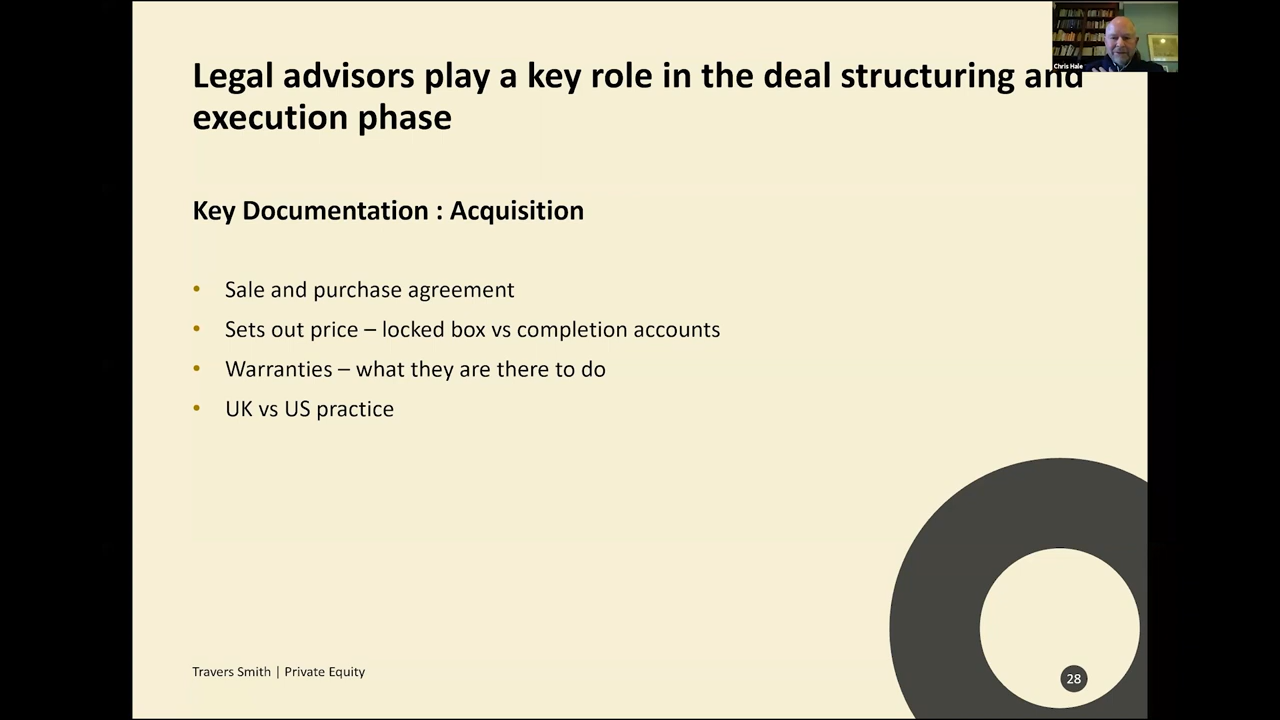 Legal advisors play a key role in the deal structuring and
execution phase
Chris Hale
Key Documentation : Acquisition
• Sale and purchase agreement
• Sets out price – locked box vs completion accounts
• Warranties – what they are there to do
• UK vs US practice
Travers Smith | Private Equity
28